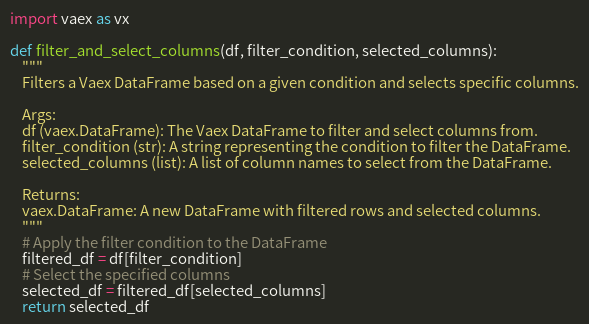 import vaex as vx
def filter_and_select_columns(df, filter_condition, selected_columns):
"""
Filters a Vaex DataFrame based on a given condition and selects specific columns.
Args:
df (vaex.DataFrame): The Vaex DataFrame to filter and select columns from.
filter_condition (str): A string representing the condition to filter the DataFrame.
selected_columns (list): A list of column names to select from the DataFrame.
Returns:
vaex.DataFrame: A new DataFrame with filtered rows and selected columns.
"""
# Apply the filter condition to the DataFrame
filtered_df = df[filter_condition]
# Select the specified columns
selected_df = filtered_df[selected_columns]
return selected_df